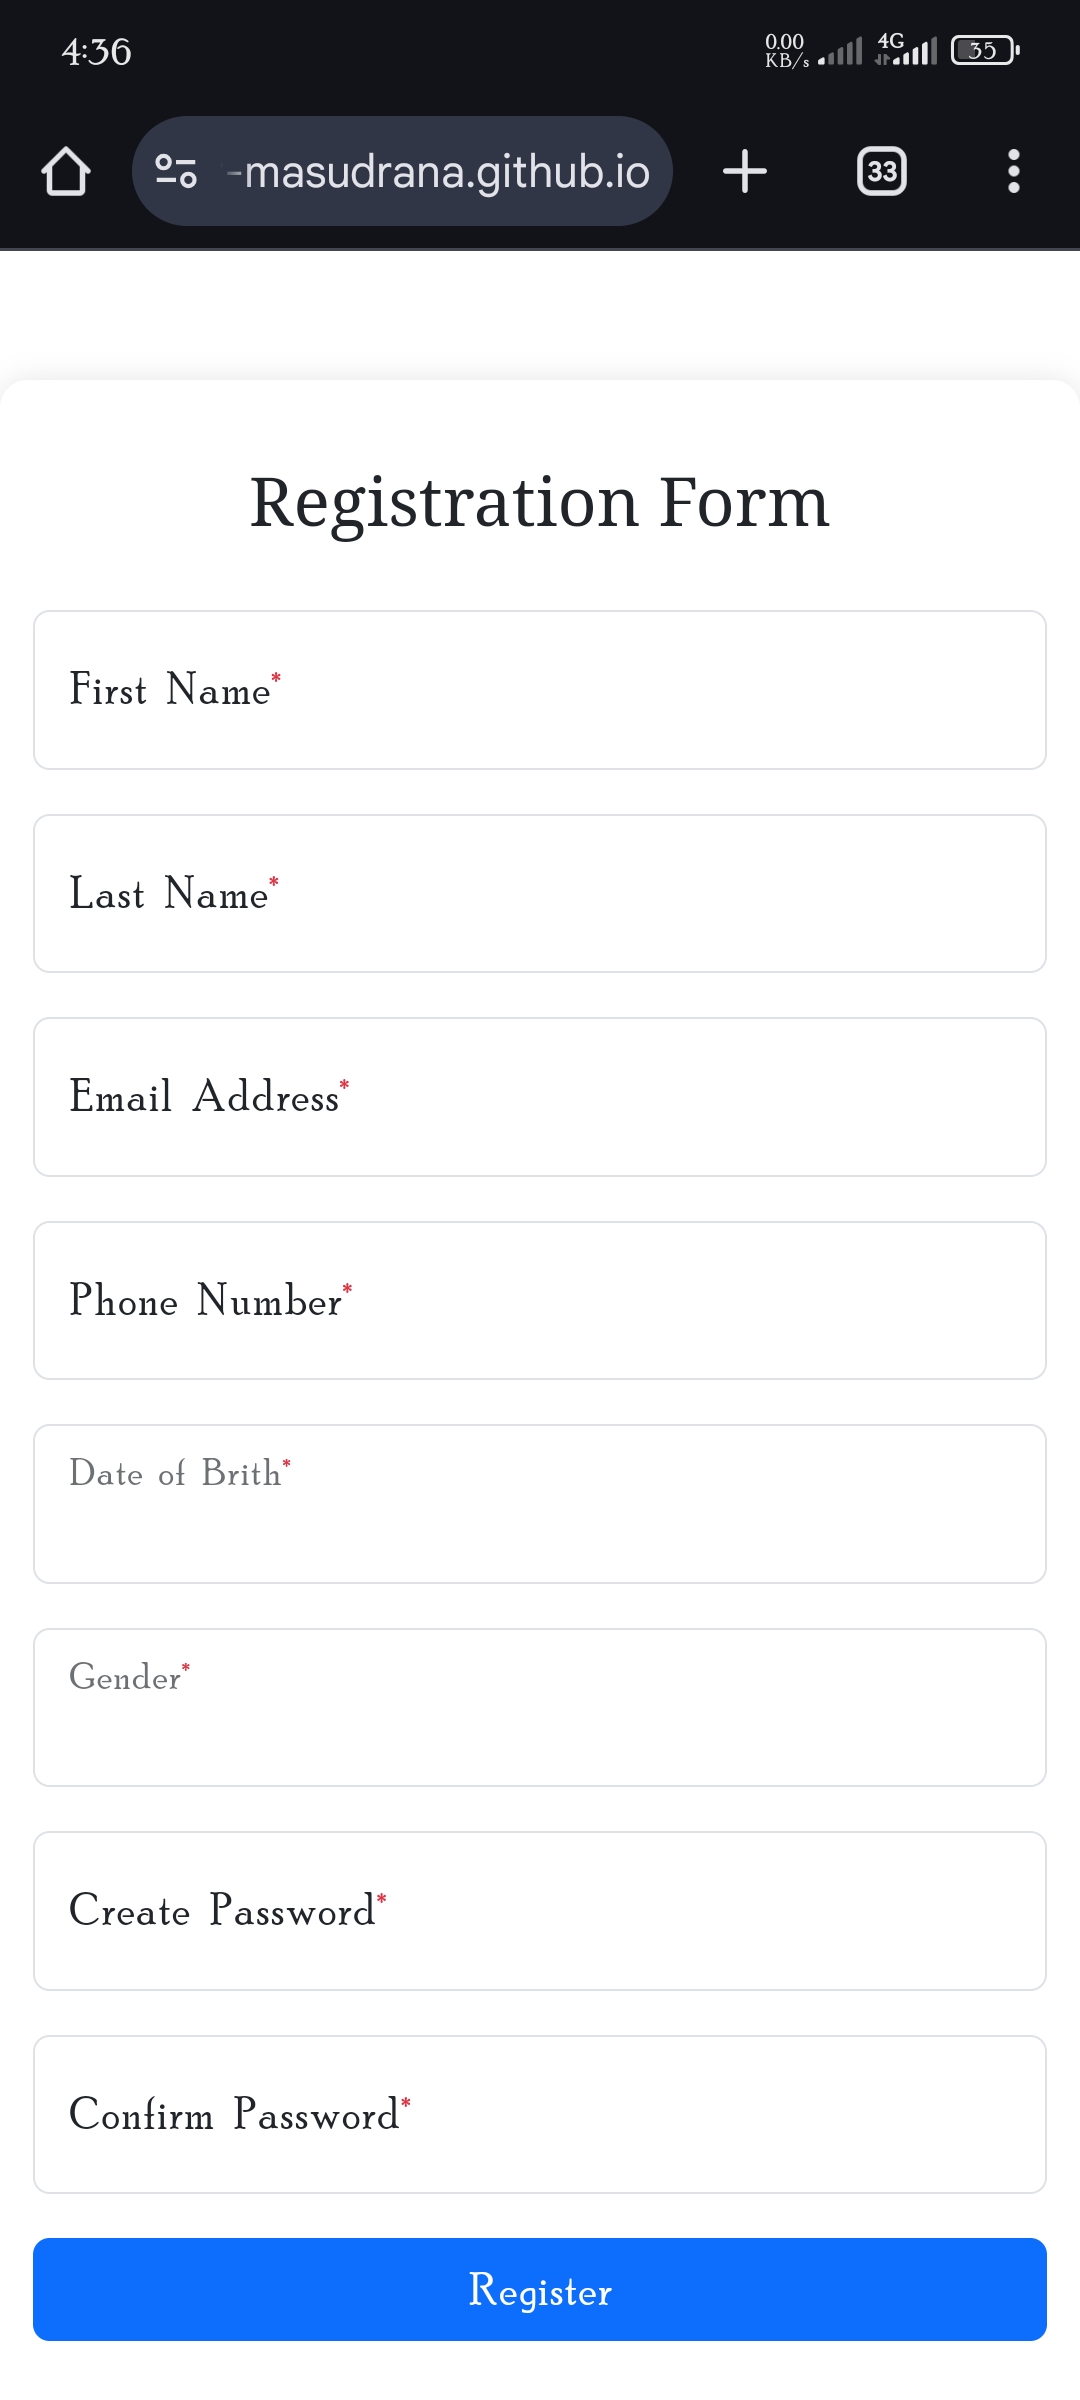 4:36
0.00
KB/s
4G
35
-masudrana.github.io
33
Registration Form
First Name*
Last Name*
Email Address*
Phone Number*
Date of Brith*
Gender*
Create Password*
Confirm Password*
Register